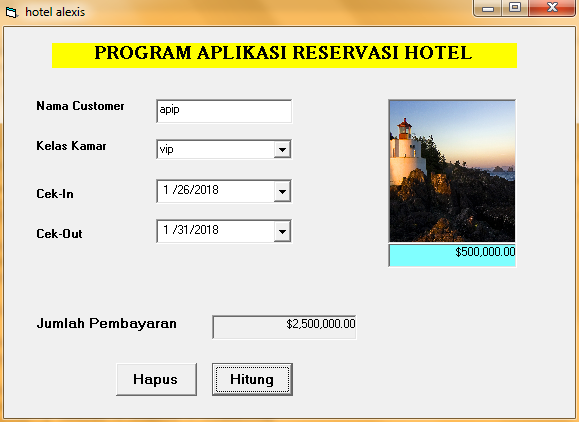 hotel alexis
PROGRAM APLIKASI RESERVASI HOTEL
Nama Customer
apip
Kelas Kamar
vip
Cek-In
1 /26/2018
Cek-Out
1 /31/2018
$500,000.00
Jumlah Pembayaran
$2,500,000.00
Hapus
Hitung